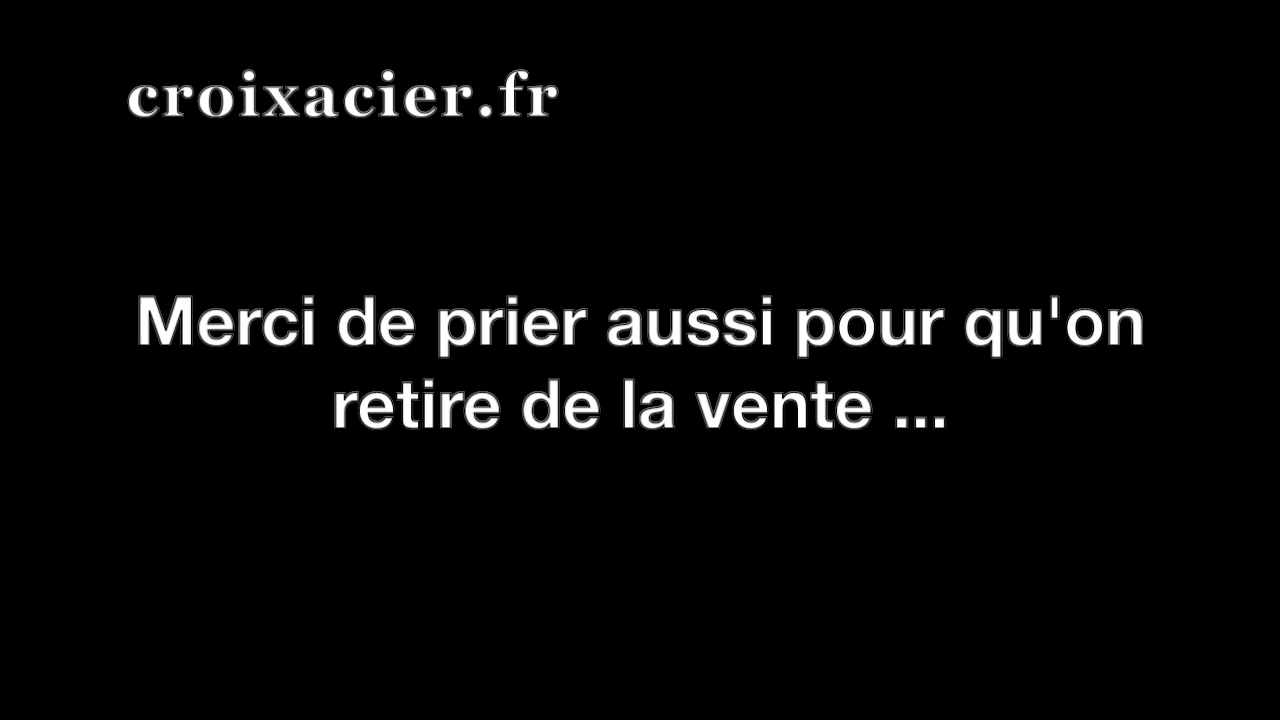 croixacier.fr
Merci de prier aussi pour qu'on
retire de la vente ...